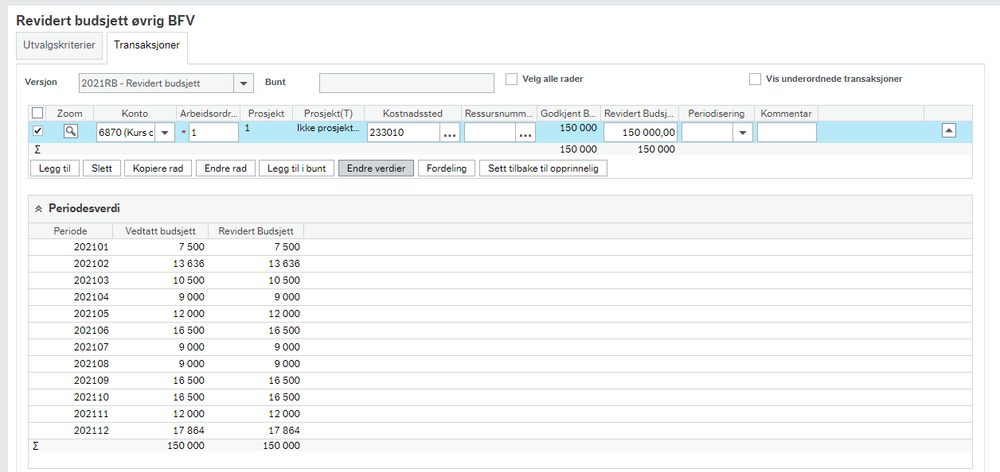 Revidert budsjett øvrig BFV
Utvalgskriterier Transaksjoner
Versjon 2021RB - Revidert budsjett Bunt Velg alle rader Vis underordnede transaksjoner
Zoom Konto Arbeidsordr... Prosjekt Prosjekt(T) Kostnadssted Ressursnumm... Godkjent B... Revidert Budsj... Periodisering Kommentar
6870 (Kurs c * 1 1 Ikke prosjekt... 233010 ... ... 150 000 150 000,00
Σ 150 000 150 000
Legg til Slett Kopiere rad Endre rad Legg til i bunt Endre verdier Fordeling Sett tilbake til opprinnelig
Periodesverdi
Periode Vedtatt budsjett Revidert Budsjett
202101 7 500 7 500
202102 13 636 13 636
202103 10 500 10 500
202104 9 000 9 000
202105 12 000 12 000
202106 16 500 16 500
202107 9 000 9 000
202108 9 000 9 000
202109 16 500 16 500
202110 16 500 16 500
202111 12 000 12 000
202112 17 864 17 864
Σ 150 000 150 000